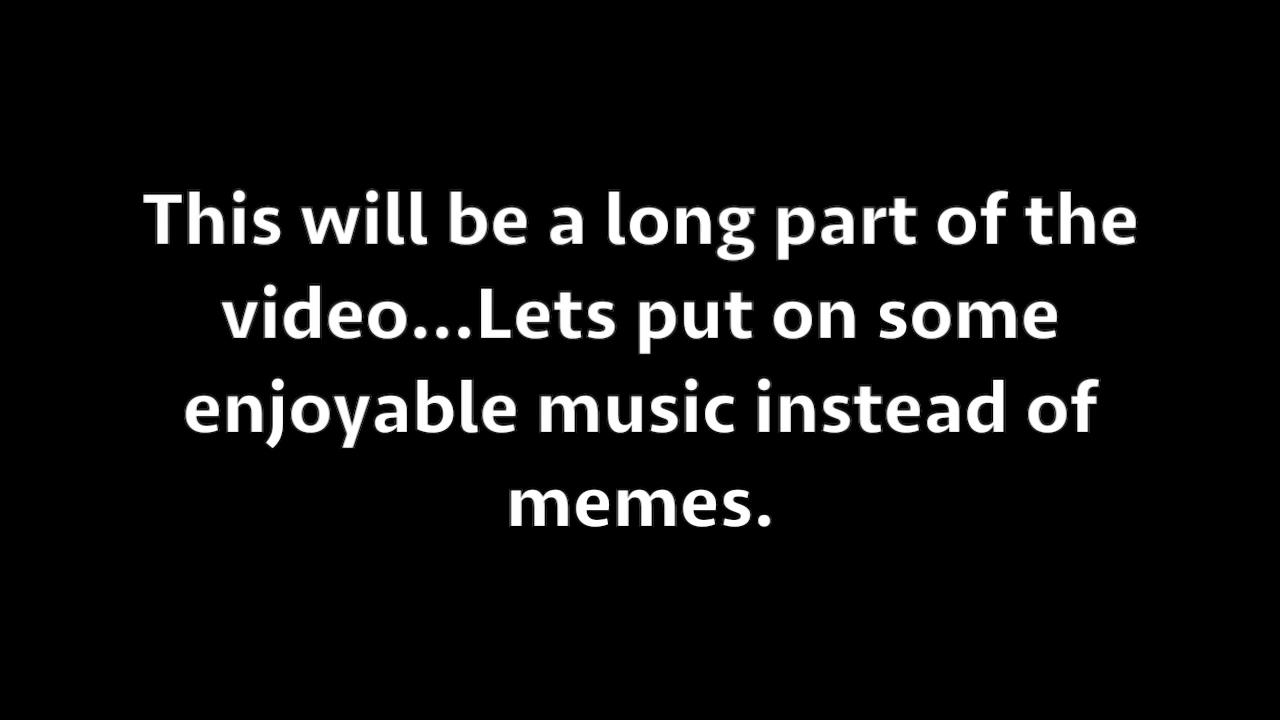 This will be a long part of the
video...Lets put on some
enjoyable music instead of
memes.